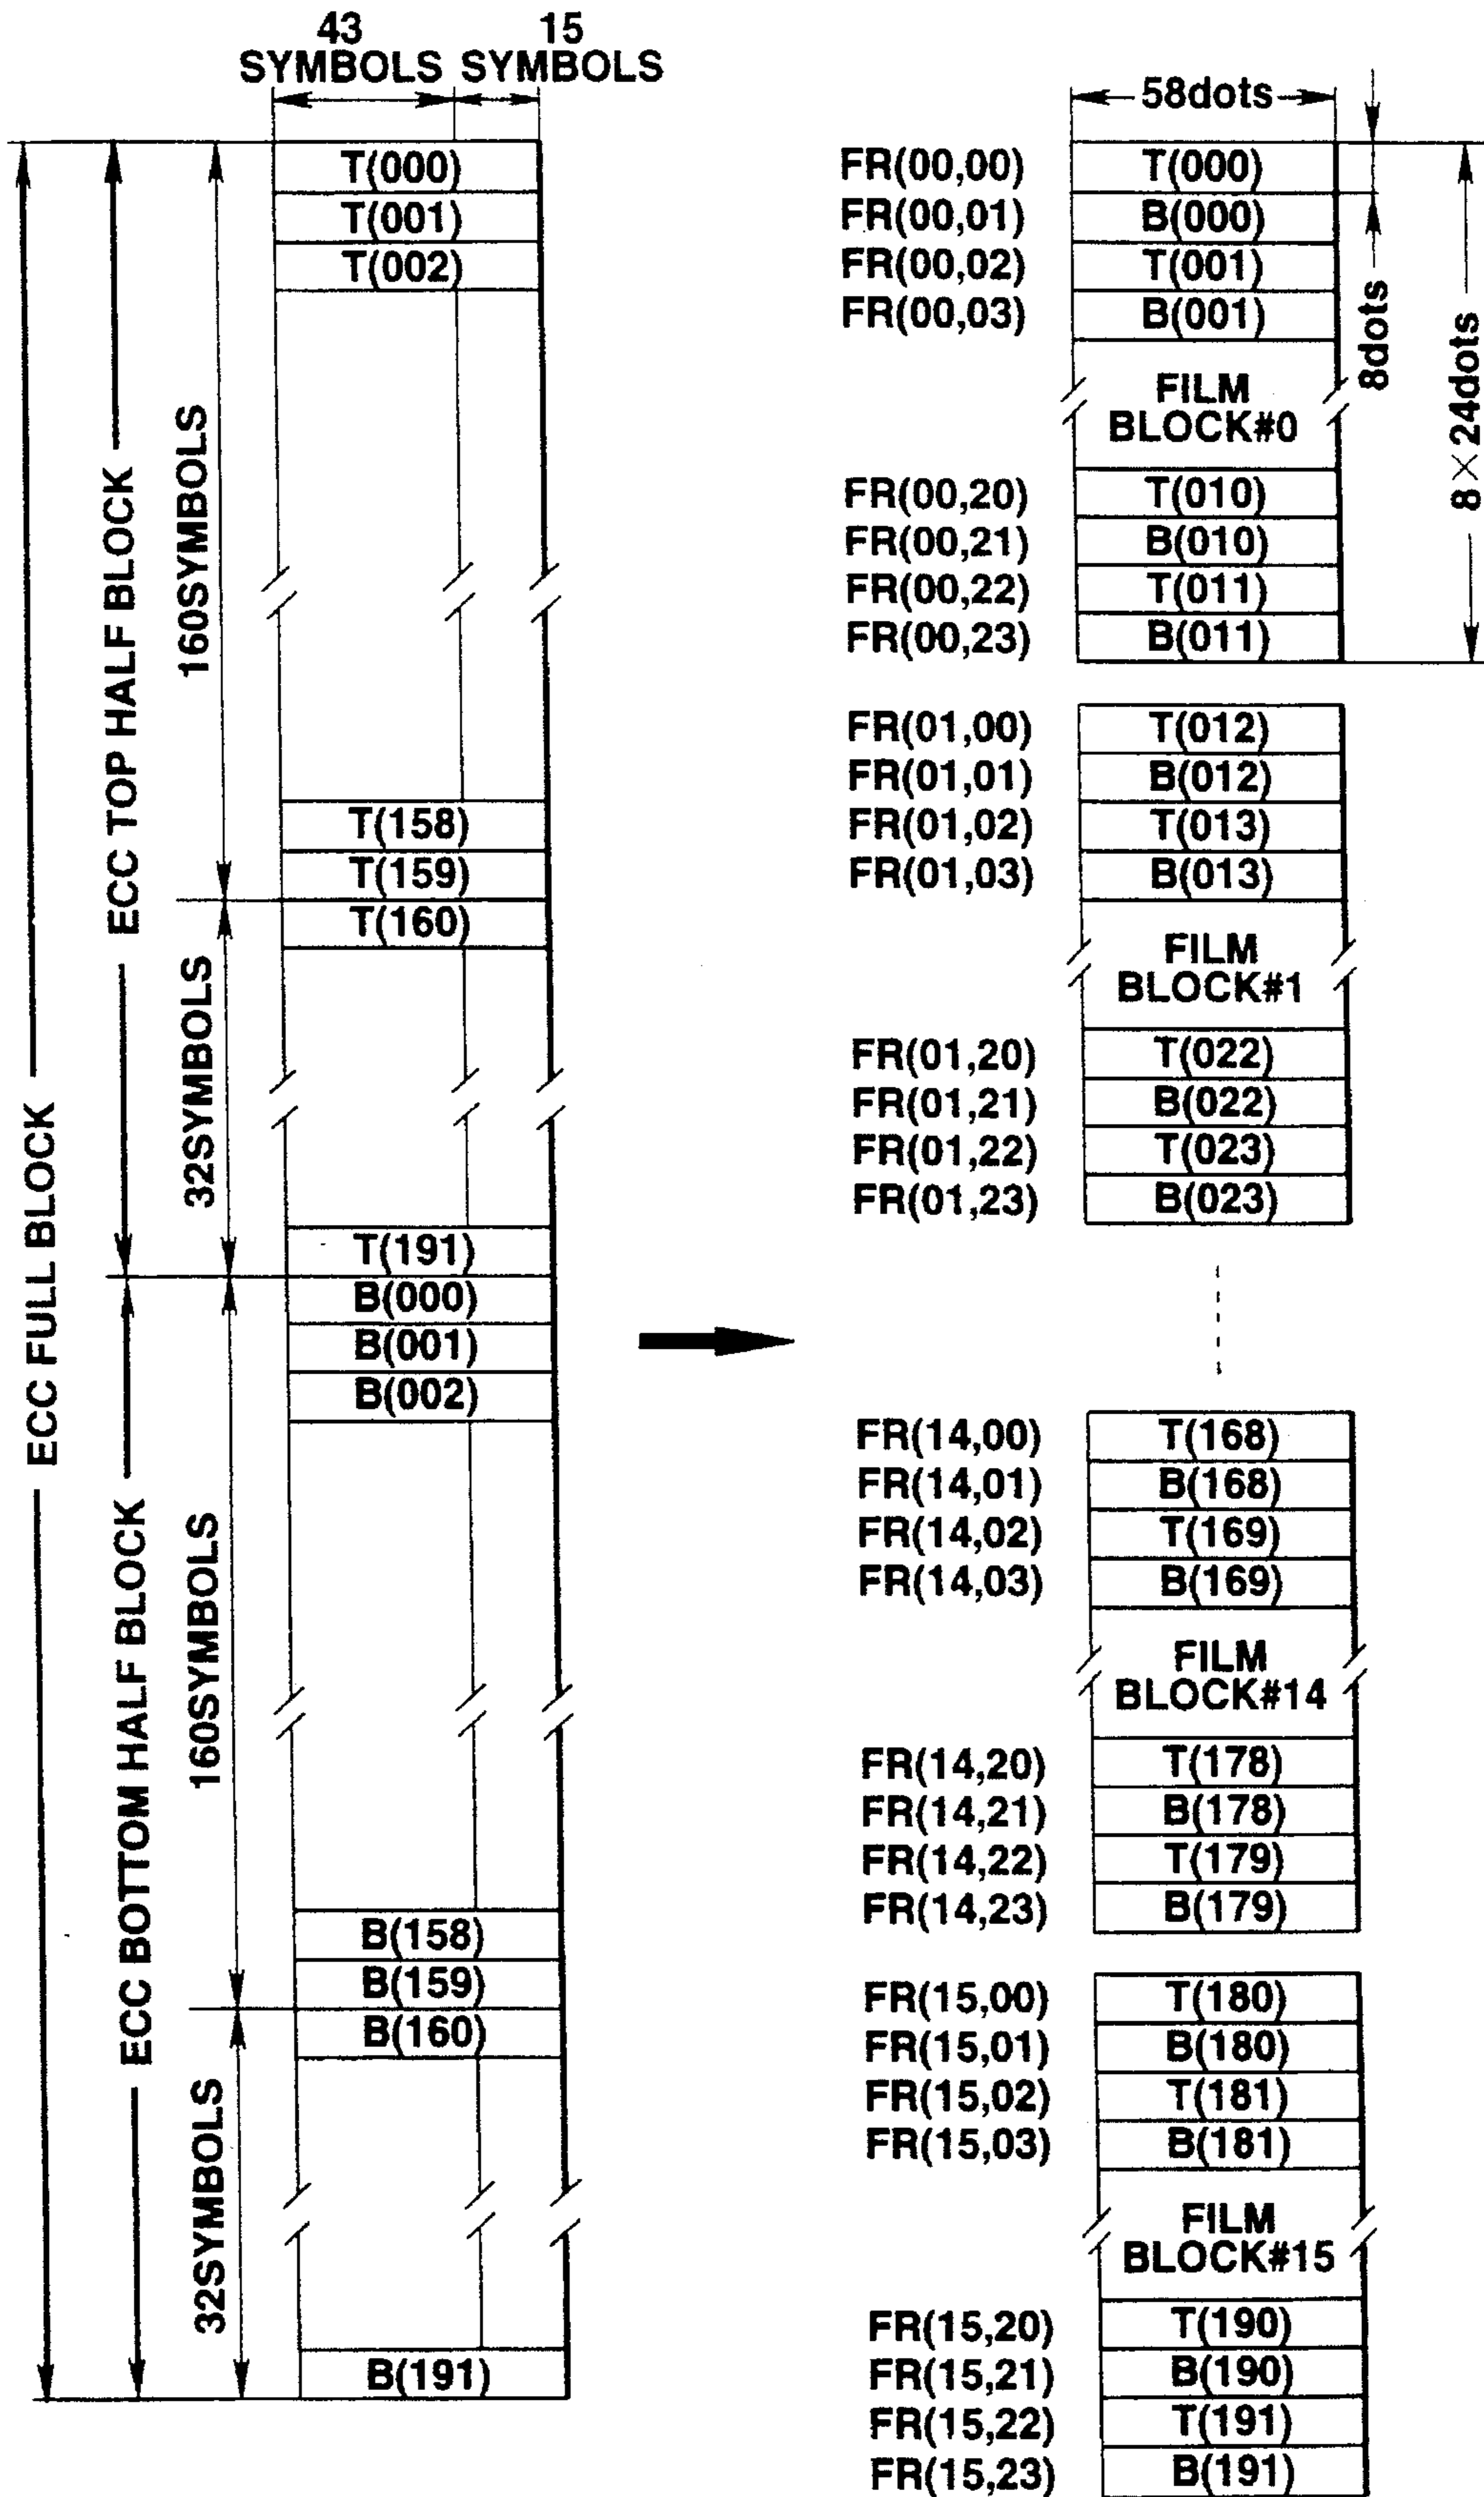 43 SYMBOLS
15 SYMBOLS
ECC FULL BLOCK
ECC TOP HALF BLOCK
160SYMBOLS
32SYMBOLS
ECC BOTTOM HALF BLOCK
160SYMBOLS
32SYMBOLS
T(000)
T(001)
T(002)
T(158)
T(159)
T(160)
T(191)
B(000)
B(001)
B(002)
B(158)
B(159)
B(160)
B(191)
58dots
8dots
8×24dots
FR(00,00) T(000)
FR(00,01) B(000)
FR(00,02) T(001)
FR(00,03) B(001)
FILM
BLOCK#0
FR(00,20) T(010)
FR(00,21) B(010)
FR(00,22) T(011)
FR(00,23) B(011)
FR(01,00) T(012)
FR(01,01) B(012)
FR(01,02) T(013)
FR(01,03) B(013)
FILM
BLOCK#1
FR(01,20) T(022)
FR(01,21) B(022)
FR(01,22) T(023)
FR(01,23) B(023)
FR(14,00) T(168)
FR(14,01) B(168)
FR(14,02) T(169)
FR(14,03) B(169)
FILM
BLOCK#14
FR(14,20) T(178)
FR(14,21) B(178)
FR(14,22) T(179)
FR(14,23) B(179)
FR(15,00) T(180)
FR(15,01) B(180)
FR(15,02) T(181)
FR(15,03) B(181)
FILM
BLOCK#15
FR(15,20) T(190)
FR(15,21) B(190)
FR(15,22) T(191)
FR(15,23) B(191)